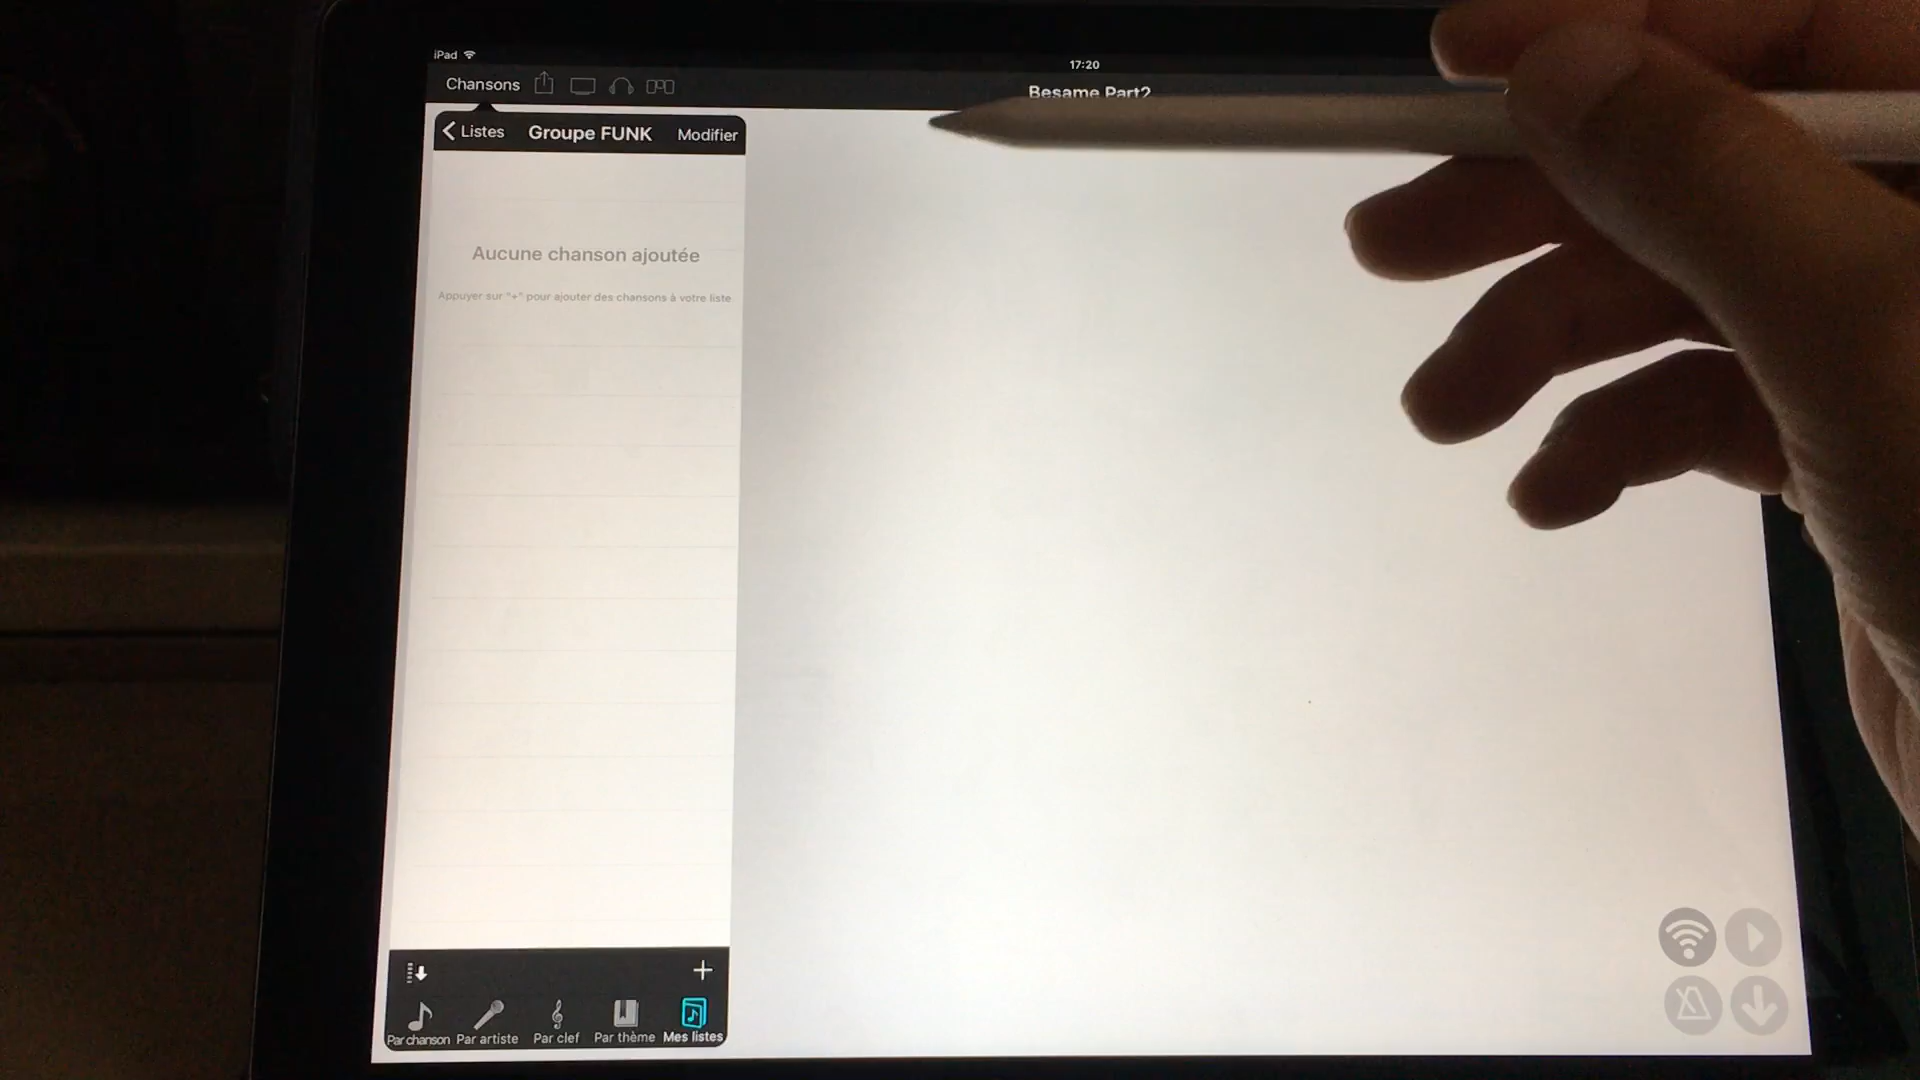 iPad
17:20
Chansons
Besame Part2
Listes
Groupe FUNK
Modifier
Aucune chanson ajoutée
Appuyer sur "+" pour ajouter des chansons à votre liste
Par chanson
Par artiste
Par clef
Par thème
Mes listes